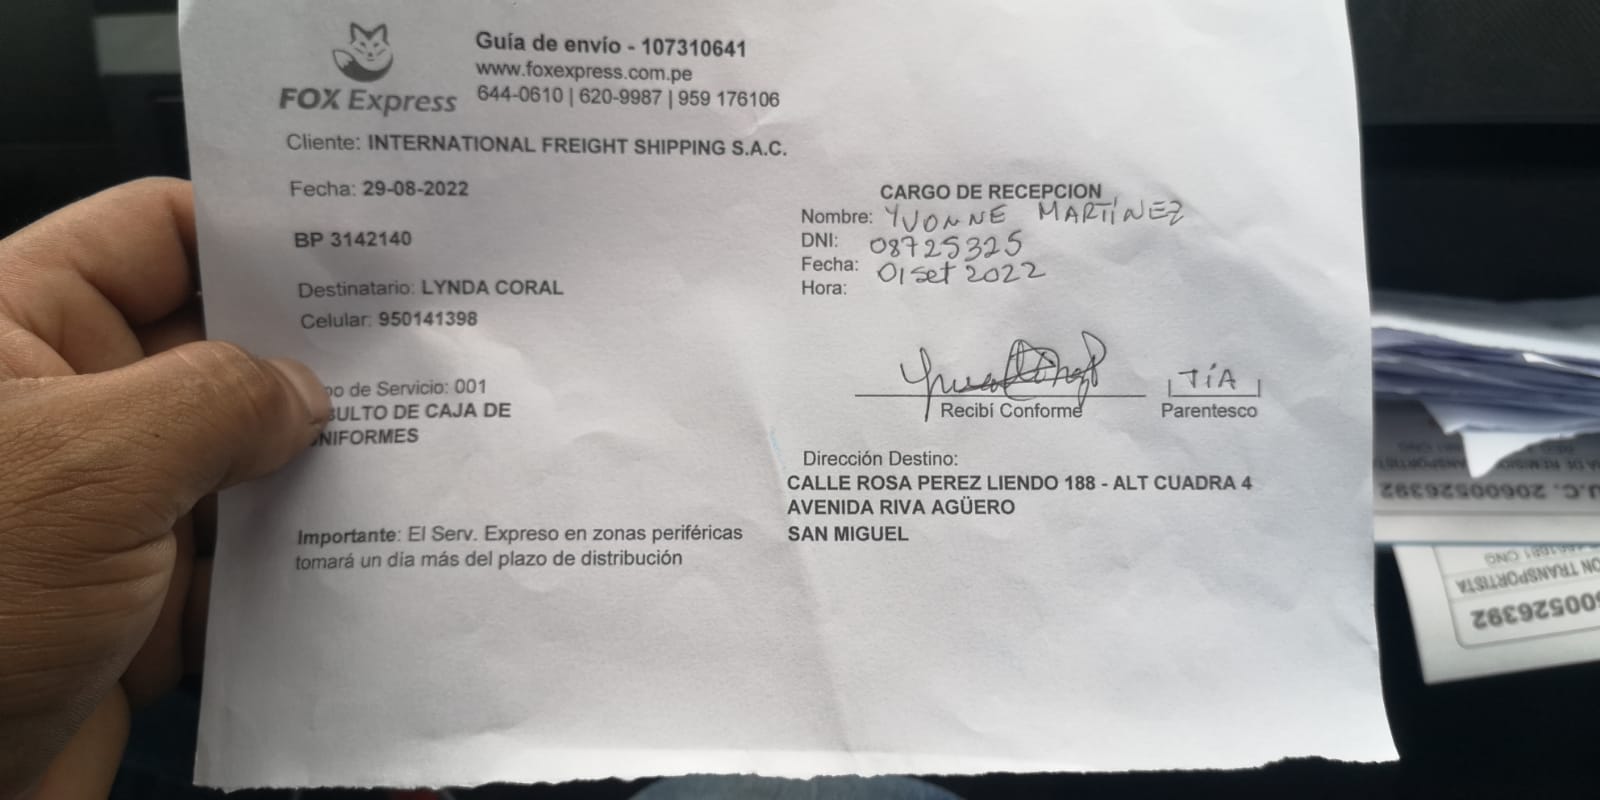 FOX Express
Guía de envío - 107310641
www.foxexpress.com.pe
644-0610 | 620-9987 | 959 176106
Cliente: INTERNATIONAL FREIGHT SHIPPING S.A.C.
Fecha: 29-08-2022
BP 3142140
Destinatario: LYNDA CORAL
Celular: 950141398
de Servicio: 001
DE CAJA DE
CARGO DE RECEPCION
Nombre: YVONNE MARTÍNEZ
DNI: 08725325
Fecha: 01 set 2022
Hora:
Recibí Conforme
TÍA
Parentesco
Dirección Destino:
CALLE ROSA PEREZ LIENDO 188 - ALT CUADRA 4
AVENIDA RIVA AGÜERO
SAN MIGUEL
Importante: El Serv. Expreso en zonas periféricas
tomará un día más del plazo de distribución
20600526392
TRANSPORTISTA